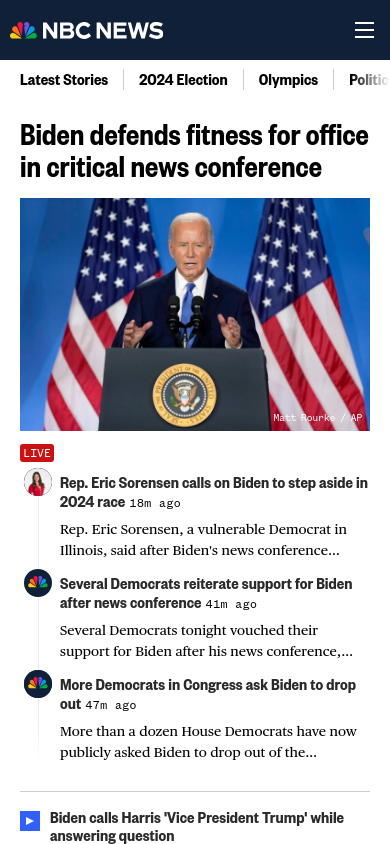 NBC NEWS
Latest Stories
2024 Election
Olympics
Politic
Biden defends fitness for office
in critical news conference
Matt Rourke / AP
LIVE
Rep. Eric Sorensen calls on Biden to step aside in
2024 race 18m ago
Rep. Eric Sorensen, a vulnerable Democrat in
Illinois, said after Biden's news conference...
Several Democrats reiterate support for Biden
after news conference 41m ago
Several Democrats tonight vouched their
support for Biden after his news conference,...
More Democrats in Congress ask Biden to drop
out 47m ago
More than a dozen House Democrats have now
publicly asked Biden to drop out of the...
Biden calls Harris 'Vice President Trump' while
answering question